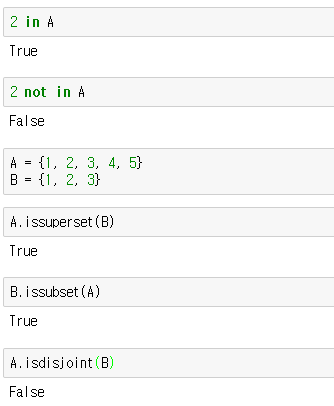 2 in A
True
2 not in A
False
A = {1, 2, 3, 4, 5}
B = {1, 2, 3}
A.issuperset(B)
True
B.issubset(A)
True
A.isdisjoint(B)
False